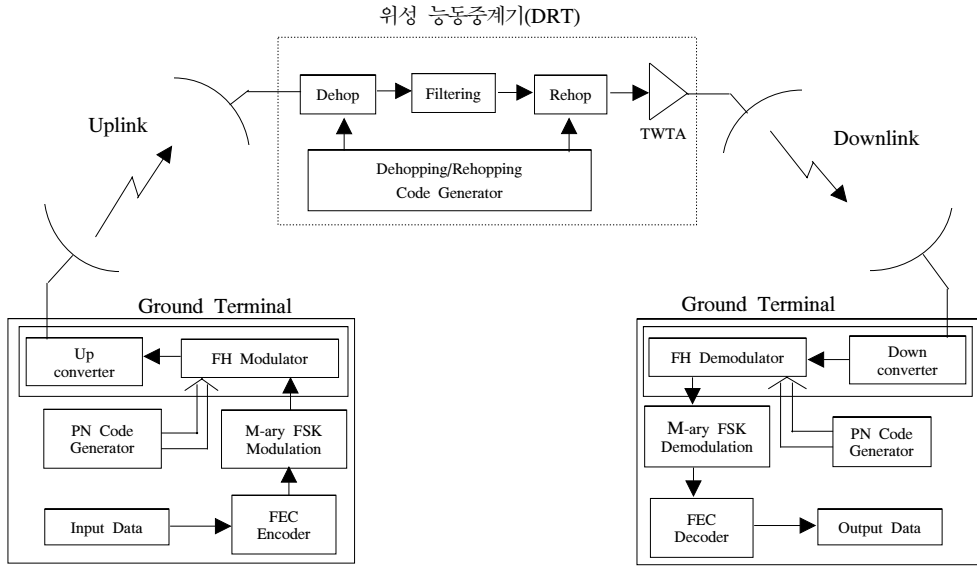 위성 능동중계기(DRT)
Dehop
Filtering
Rehop
TWTA
Dehopping/Rehopping
Code Generator
Uplink
Downlink
Ground Terminal
Up
converter
FH Modulator
PN Code
Generator
M-ary FSK
Modulation
Input Data
FEC
Encoder
Ground Terminal
FH Demodulator
Down
converter
M-ary FSK
Demodulation
PN Code
Generator
FEC
Decoder
Output Data